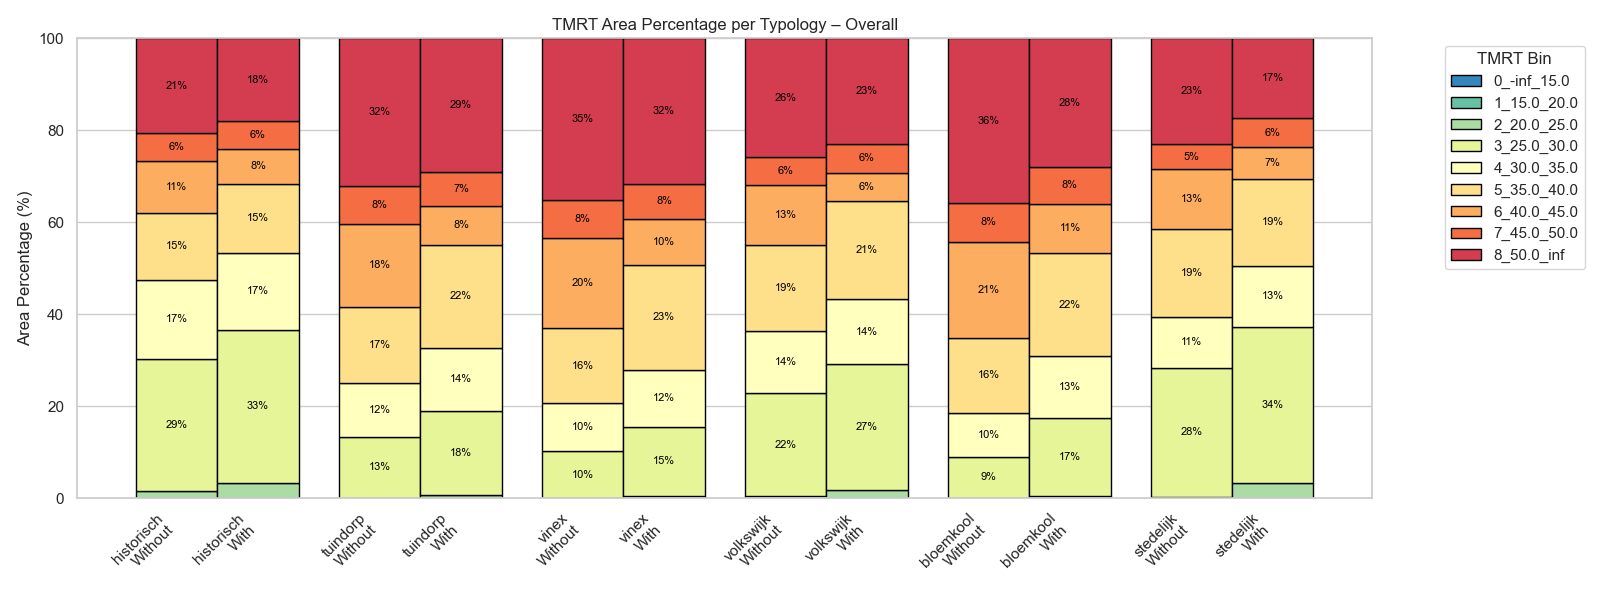 TMRT Area Percentage per Typology – Overall
Area Percentage (%)
100
80
60
40
20
0
21%
6%
11%
15%
17%
29%
18%
6%
8%
15%
17%
33%
32%
8%
18%
17%
12%
13%
29%
7%
8%
22%
14%
18%
35%
8%
20%
16%
10%
10%
32%
8%
10%
23%
12%
15%
26%
6%
13%
19%
14%
22%
23%
6%
6%
21%
14%
27%
36%
8%
21%
16%
10%
9%
28%
8%
11%
22%
13%
17%
23%
5%
13%
19%
11%
28%
17%
6%
7%
19%
13%
34%
historisch
Without
historisch
With
tuindorp
Without
tuindorp
With
vinex
Without
vinex
With
volkswijk
Without
volkswijk
With
bloemkool
Without
bloemkool
With
stedelijk
Without
stedelijk
With
TMRT Bin
0_-inf_15.0
1_15.0_20.0
2_20.0_25.0
3_25.0_30.0
4_30.0_35.0
5_35.0_40.0
6_40.0_45.0
7_45.0_50.0
8_50.0_inf